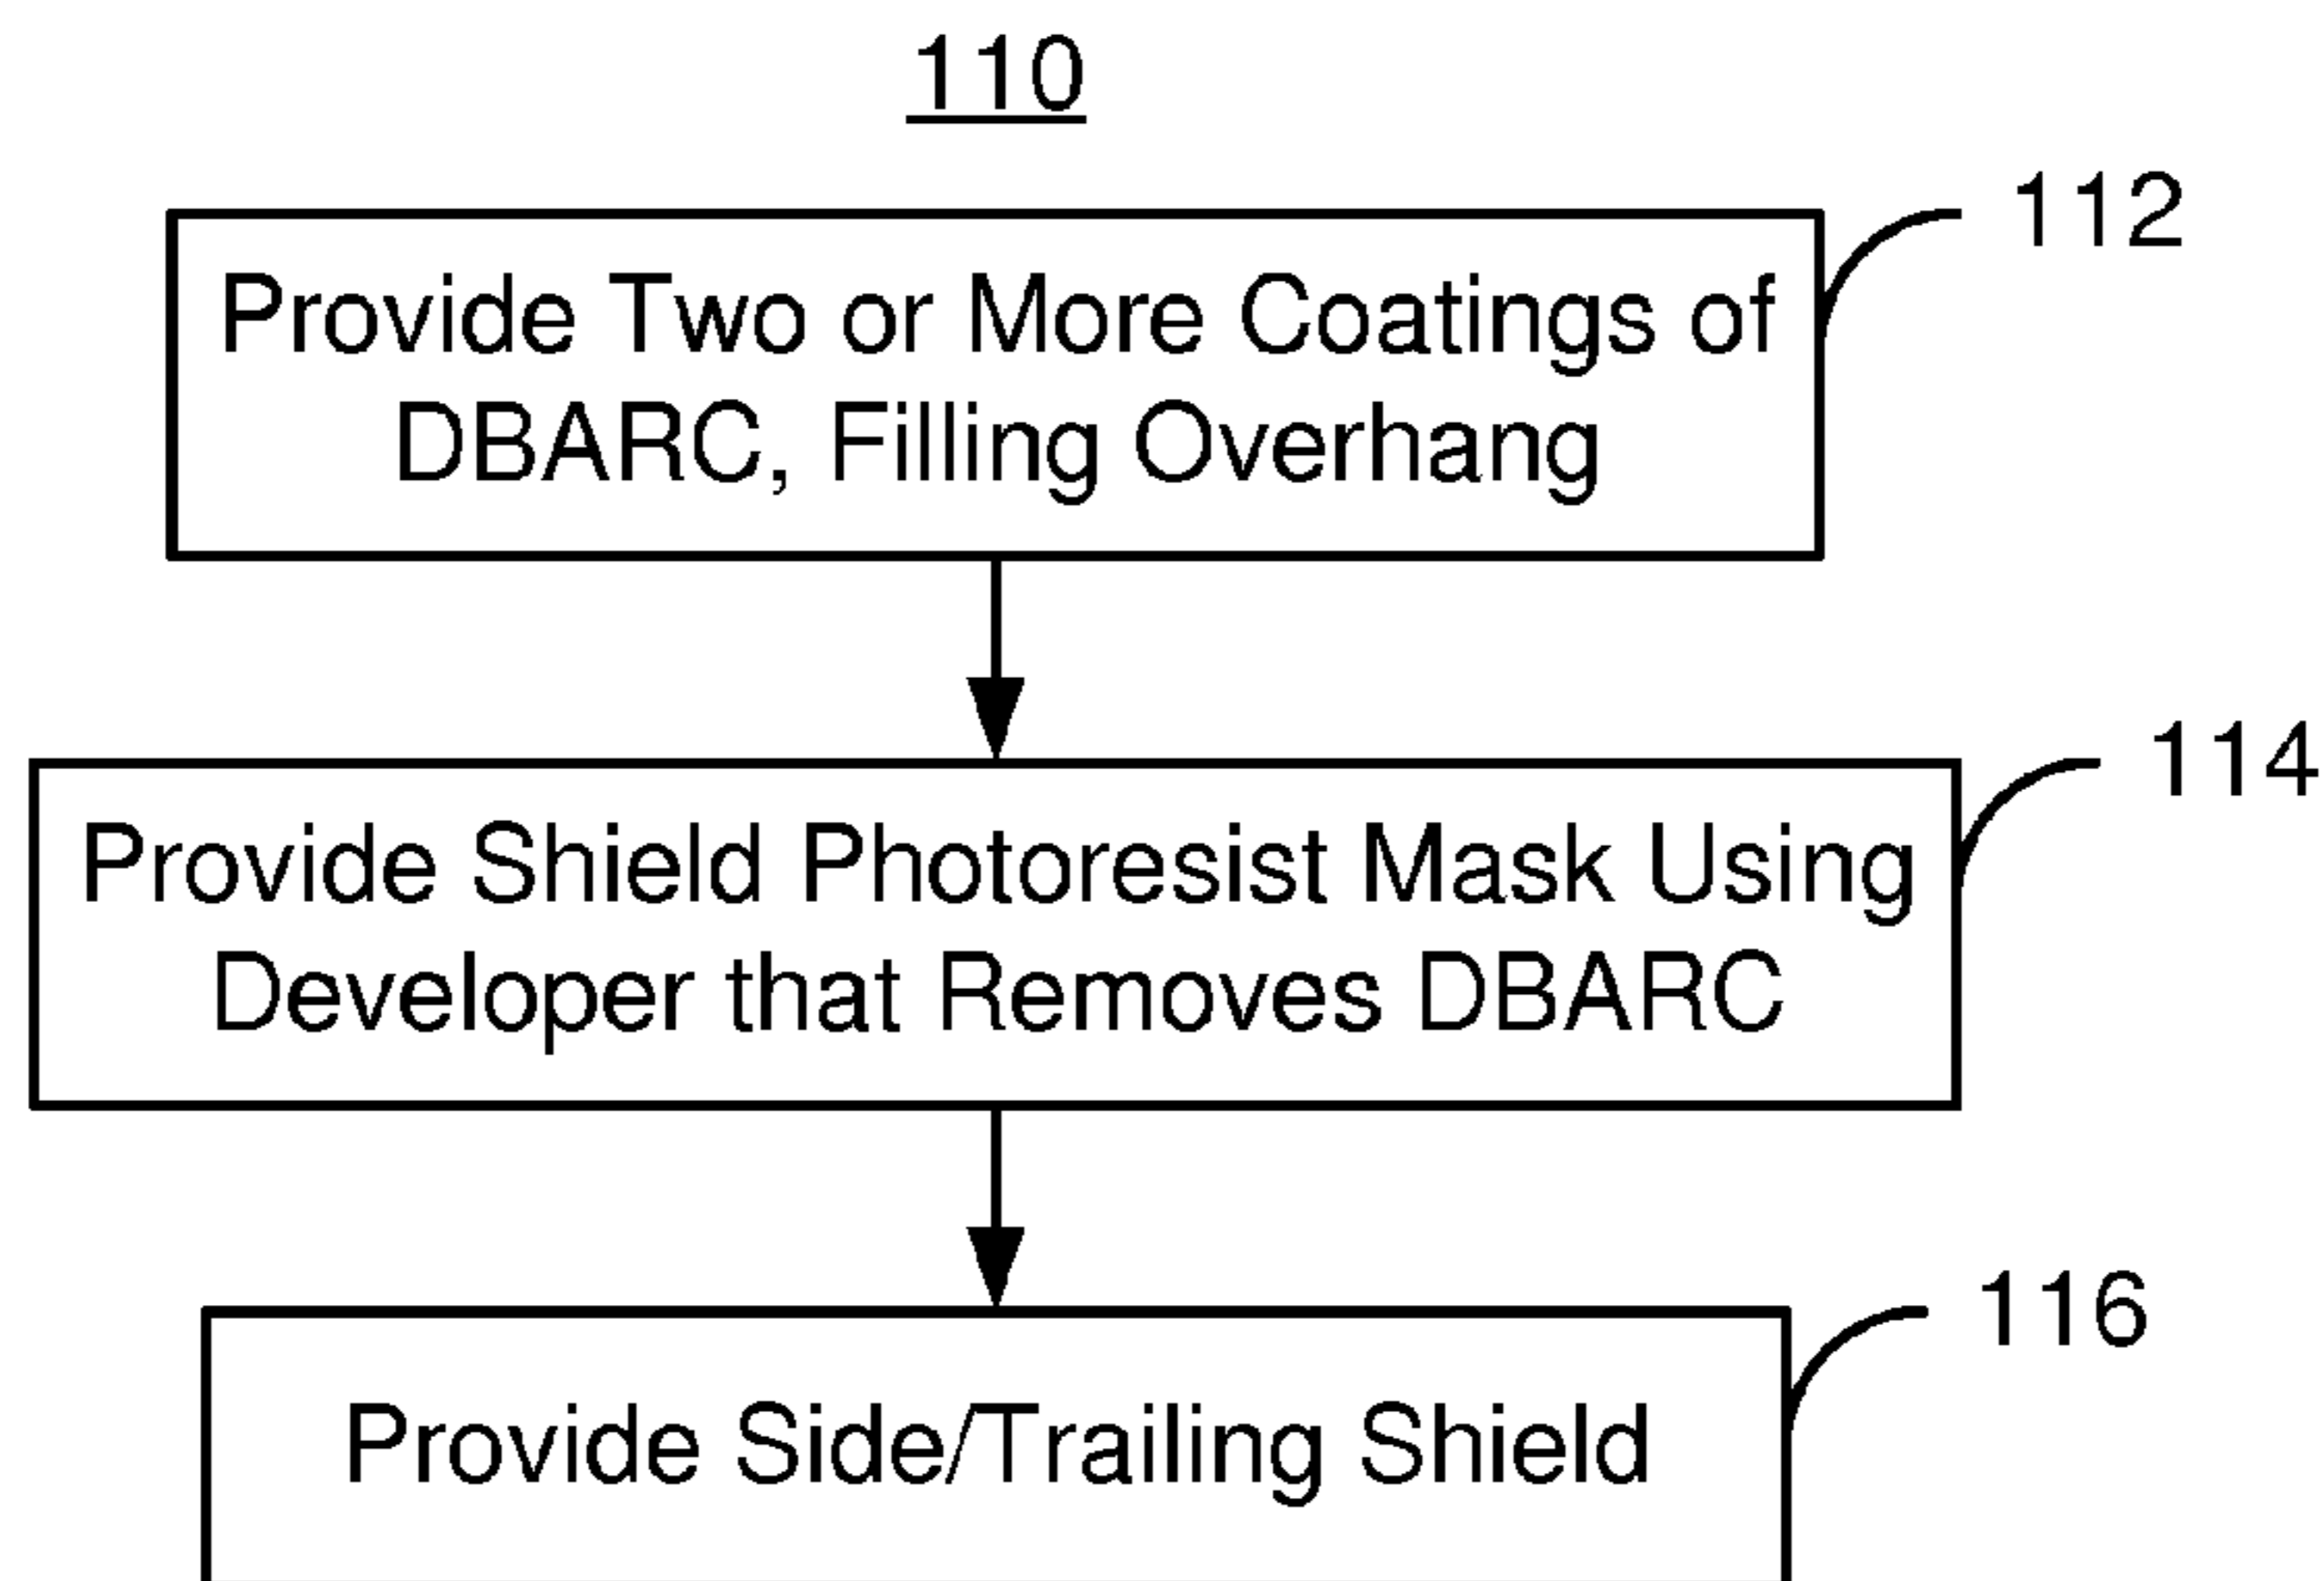 110
112
Provide Two or More Coatings of
DBARC, Filling Overhang
114
Provide Shield Photoresist Mask Using
Developer that Removes DBARC
116
Provide Side/Trailing Shield